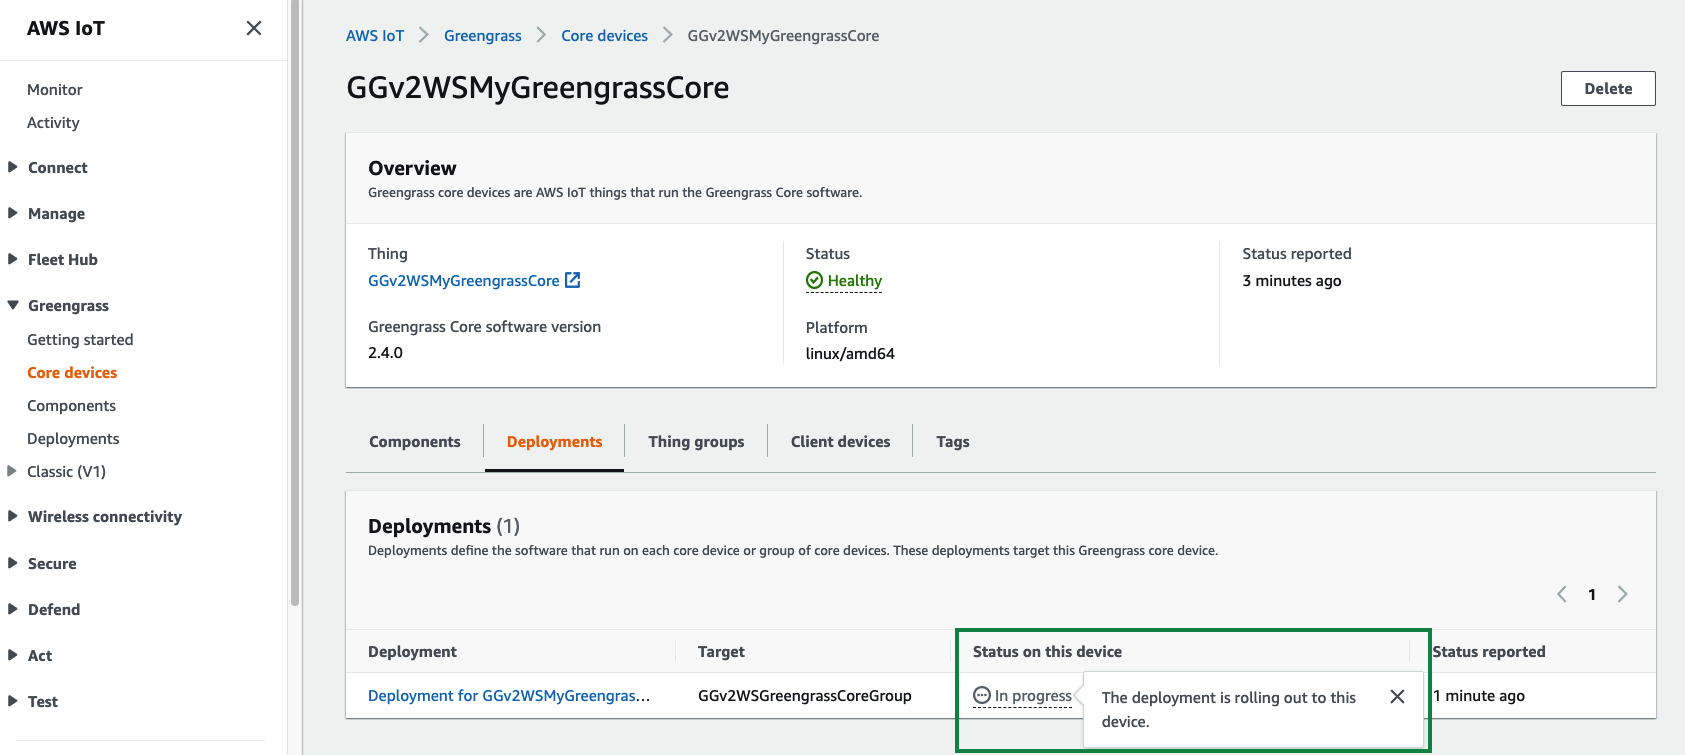 AWS IoT
Monitor
Activity
Connect
Manage
Fleet Hub
Greengrass
Getting started
Core devices
Components
Deployments
Classic (V1)
Wireless connectivity
Secure
Defend
Act
Test
AWS IoT Greengrass Core devices GGv2WSMyGreengrassCore
GGv2WSMyGreengrassCore
Delete
Overview
Greengrass core devices are AWS IoT things that run the Greengrass Core software.
Thing
GGv2WSMyGreengrassCore
Greengrass Core software version
2.4.0
Status
Healthy
Platform
linux/amd64
Status reported
3 minutes ago
Components Deployments Thing groups Client devices Tags
Deployments (1)
Deployments define the software that run on each core device or group of core devices. These deployments target this Greengrass core device.
1
Deployment Target Status on this device Status reported
Deployment for GGv2WSMyGreengras... GGv2WSGreengrassCoreGroup In progress 1 minute ago
The deployment is rolling out to this
device.